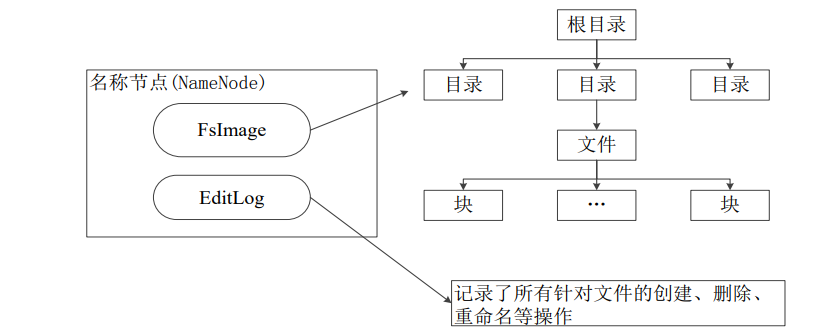 根目录
名称节点(NameNode)
目录
目录
目录
FsImage
文件
EditLog
块
···
块
记录了所有针对文件的创建、删除、
重命名等操作